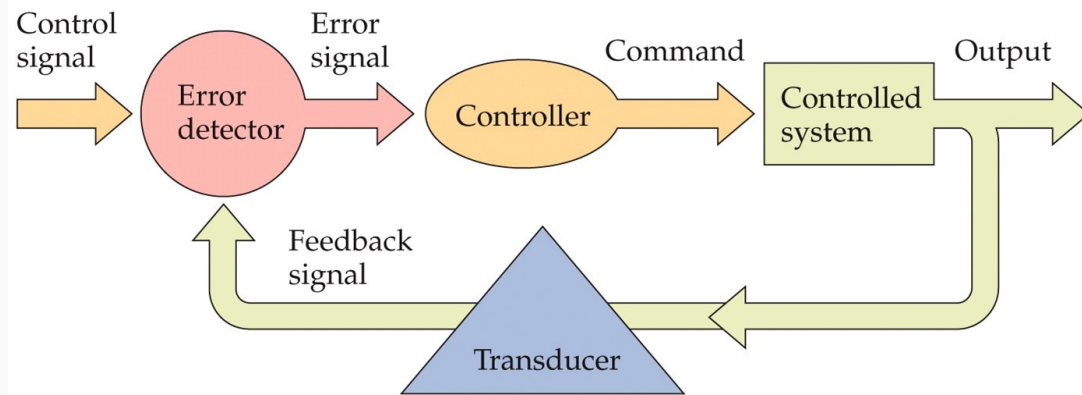 Control
signal
Error
signal
Command
Output
Error
detector
Controller
Controlled
system
Feedback
signal
Transducer